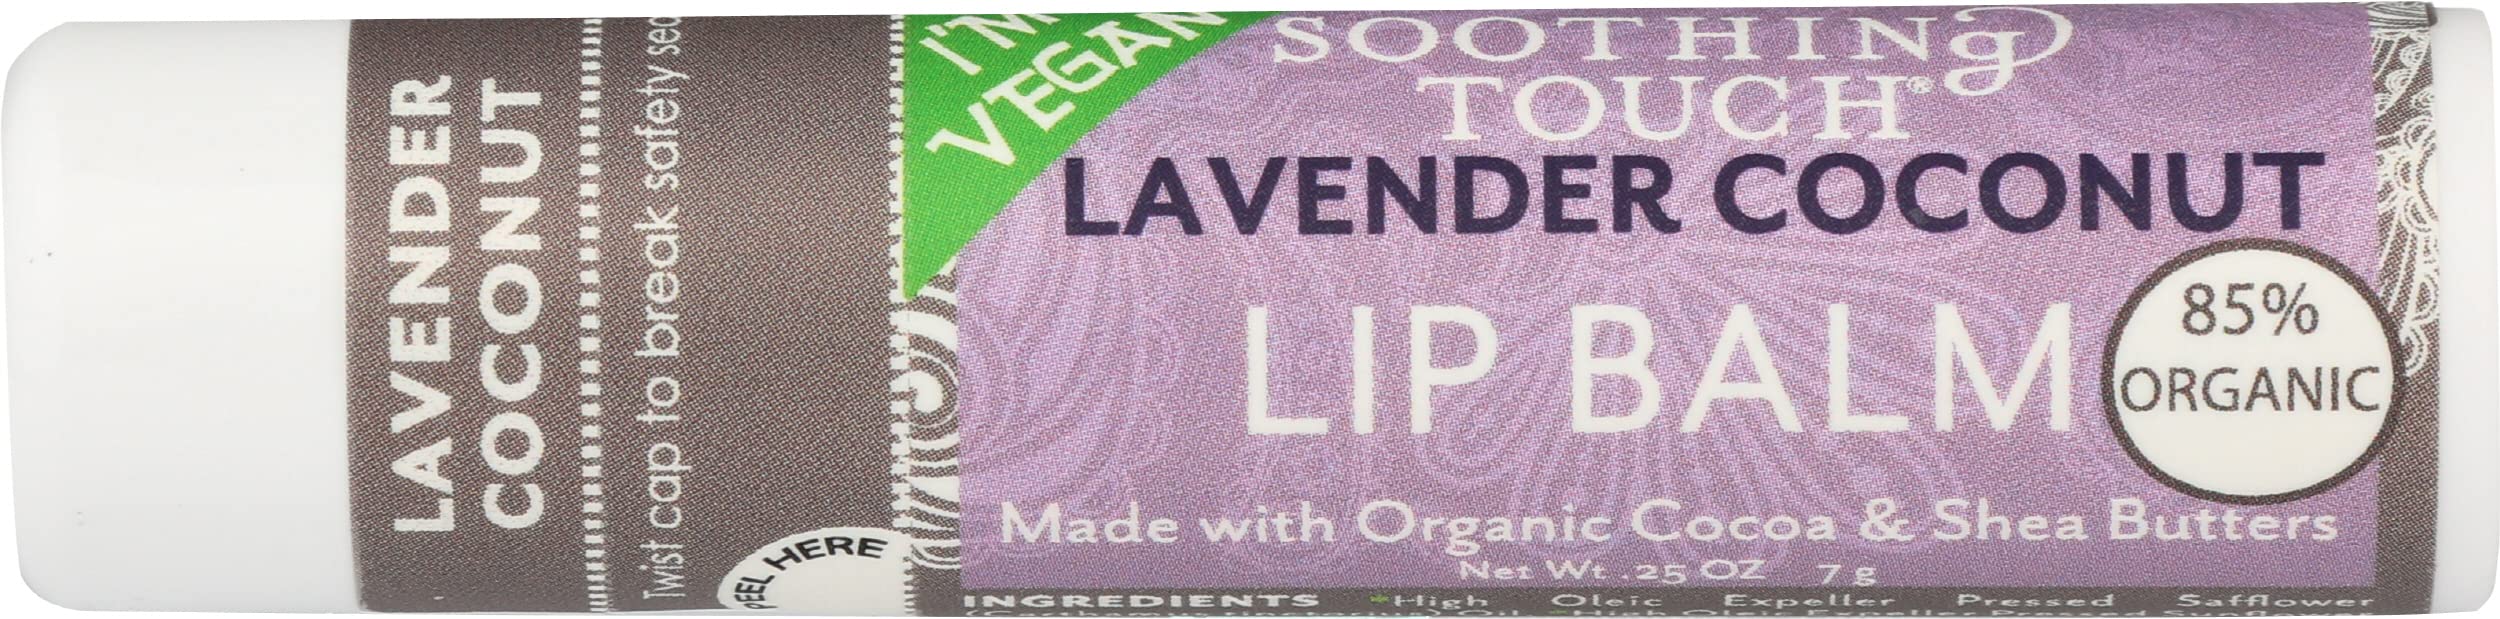 LAVENDER
COCONUT
Twist cap to break safety
PEEL HERE
I'M
VEGAN
SOOTHING
TOUCH®
LAVENDER COCONUT
LIP BALM
85%
ORGANIC
Made with Organic Cocoa & Shea Butters
Net Wt .25 OZ 7 g
INGREDIENTS *High Oleic Expeller Pressed Safflower